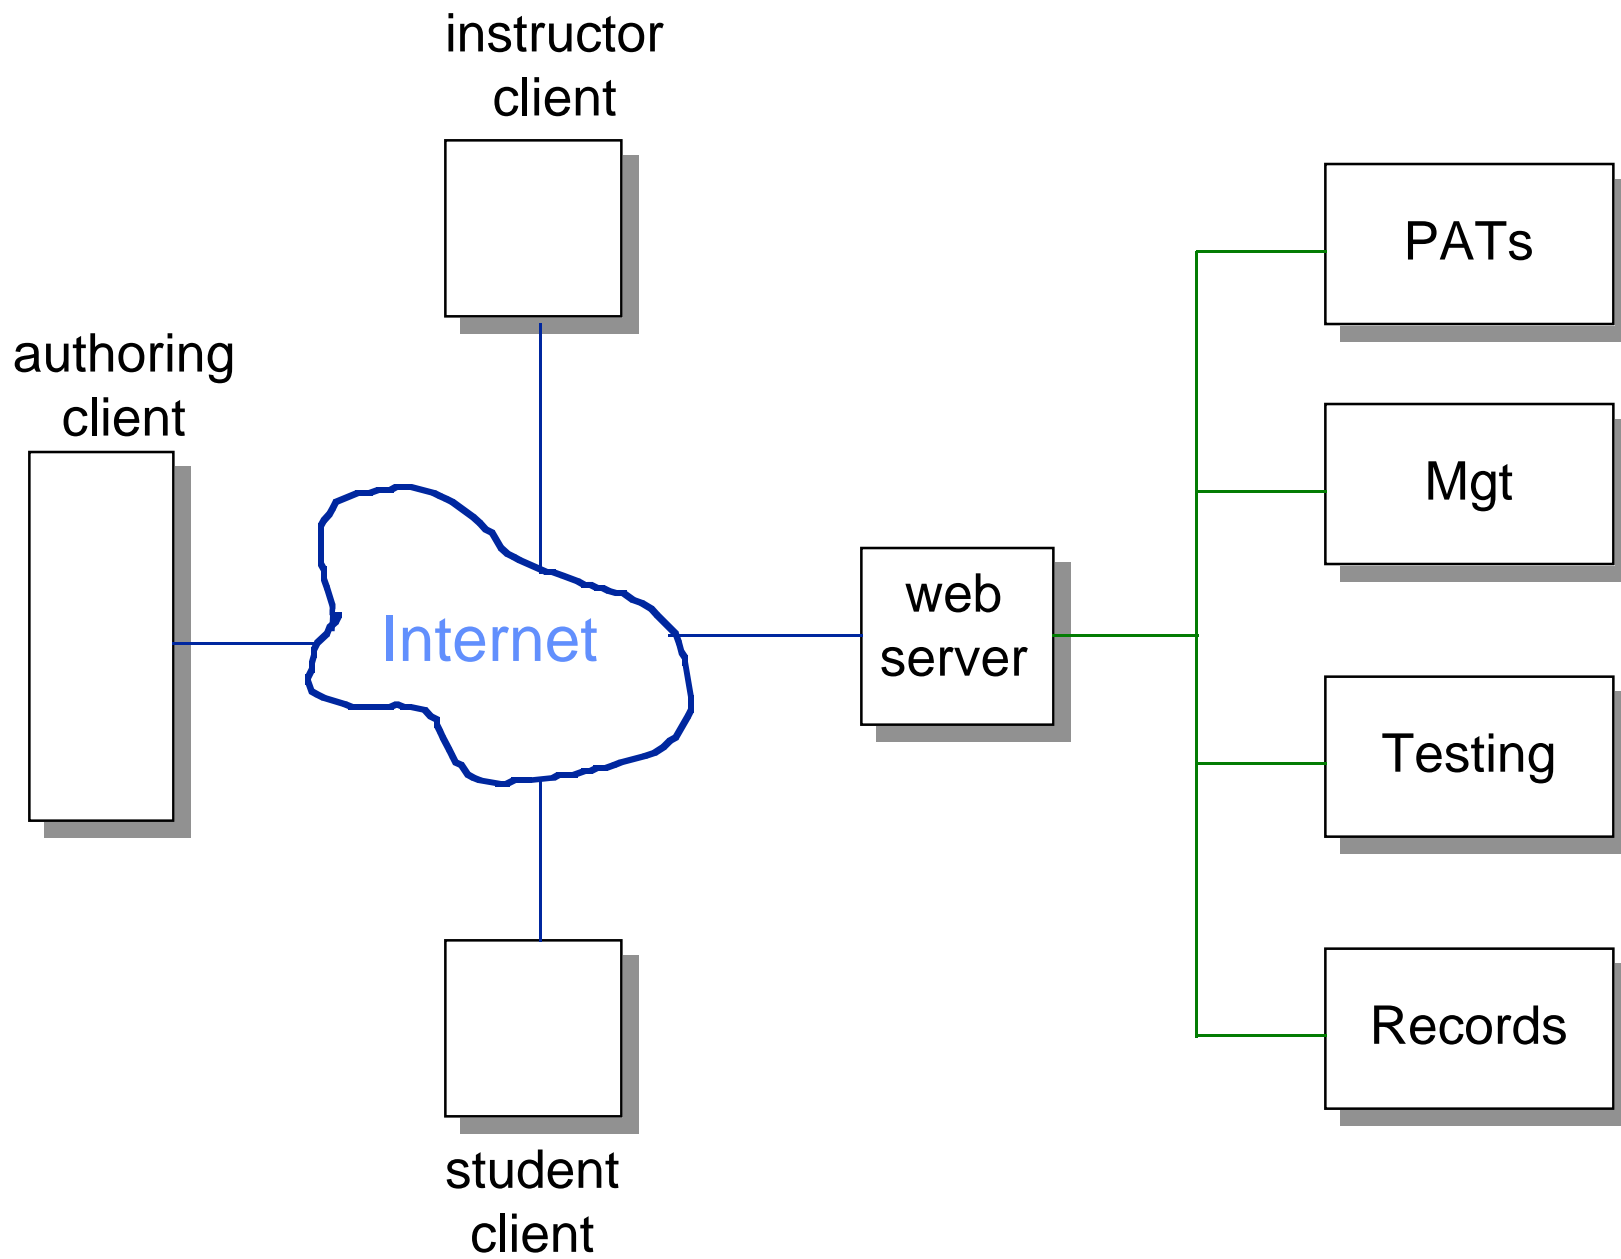 instructor
client
authoring
client
Internet
web
server
student
client
PATs
Mgt
Testing
Records